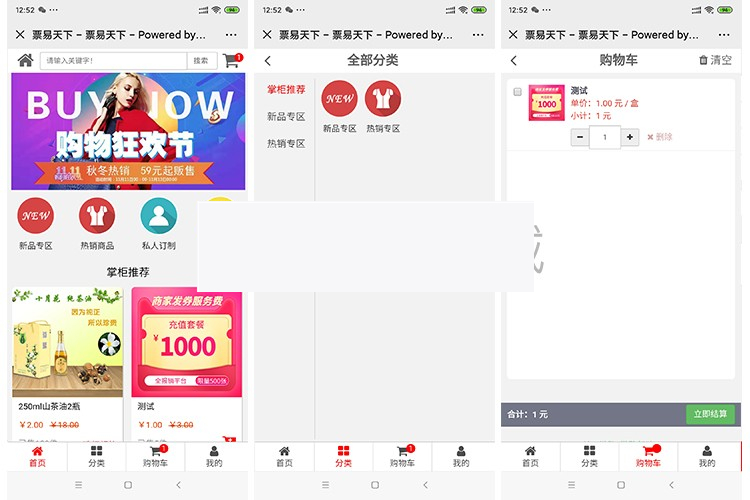 12:52
96
× 票易天下 – 票易天下 – Powered by... ···
请输入关键字!
搜索
1
BUY NOW
购物狂欢节
11.11 秋冬热销 59元起贩售
NEW
新品专区
热销商品
私人订制
掌柜推荐
小月花 纯茶油
因为纯正
所以珍贵
250ml山茶油2瓶
¥2.00 ¥18.00
商家发券服务费
充值套餐
¥1000
全报销平台 限量500张
测试
¥1.00 ¥3.00
首页
分类
购物车
1
我的
12:52
96
× 票易天下 – 票易天下 – Powered by... ···
全部分类
掌柜推荐
新品专区
热销专区
NEW
新品专区
热销专区
首页
分类
购物车
1
我的
12:52
96
× 票易天下 – 票易天下 – Powered by... ···
购物车
清空
充值套餐
1000
测试
单价: 1.00 元 / 盒
小计: 1 元
− 1 +
× 删除
合计: 1 元
立即结算
首页
分类
购物车
我的